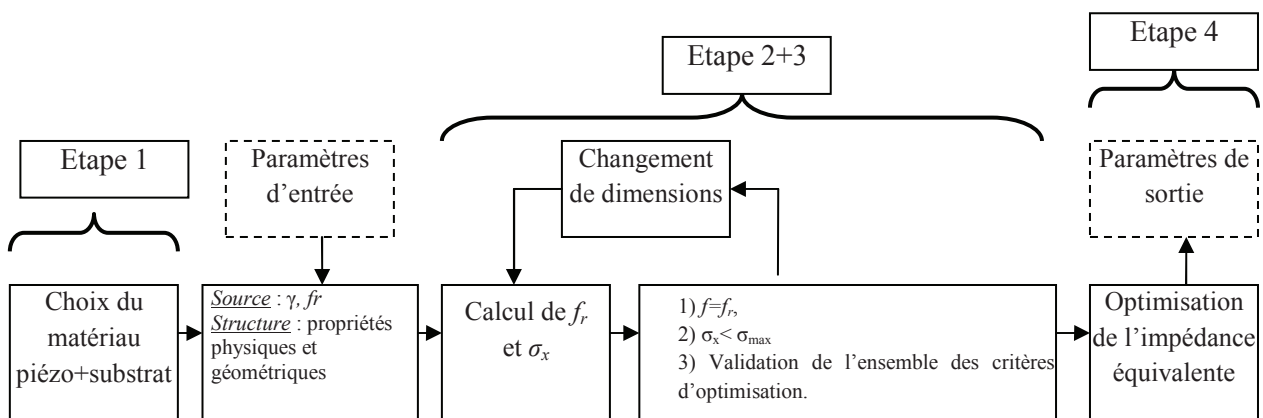 Etape 4
Etape 2+3
Etape 1
Paramètres
d’entrée
Changement
de dimensions
Paramètres de
sortie
Choix du
matériau
piézo+substrat
Source : γ, fr
Structure : propriétés
physiques et
géométriques
Calcul de fr
et σx
1) f=fr,
2) σx< σmax
3) Validation de l’ensemble des critères
d’optimisation.
Optimisation
de l’impédance
équivalente